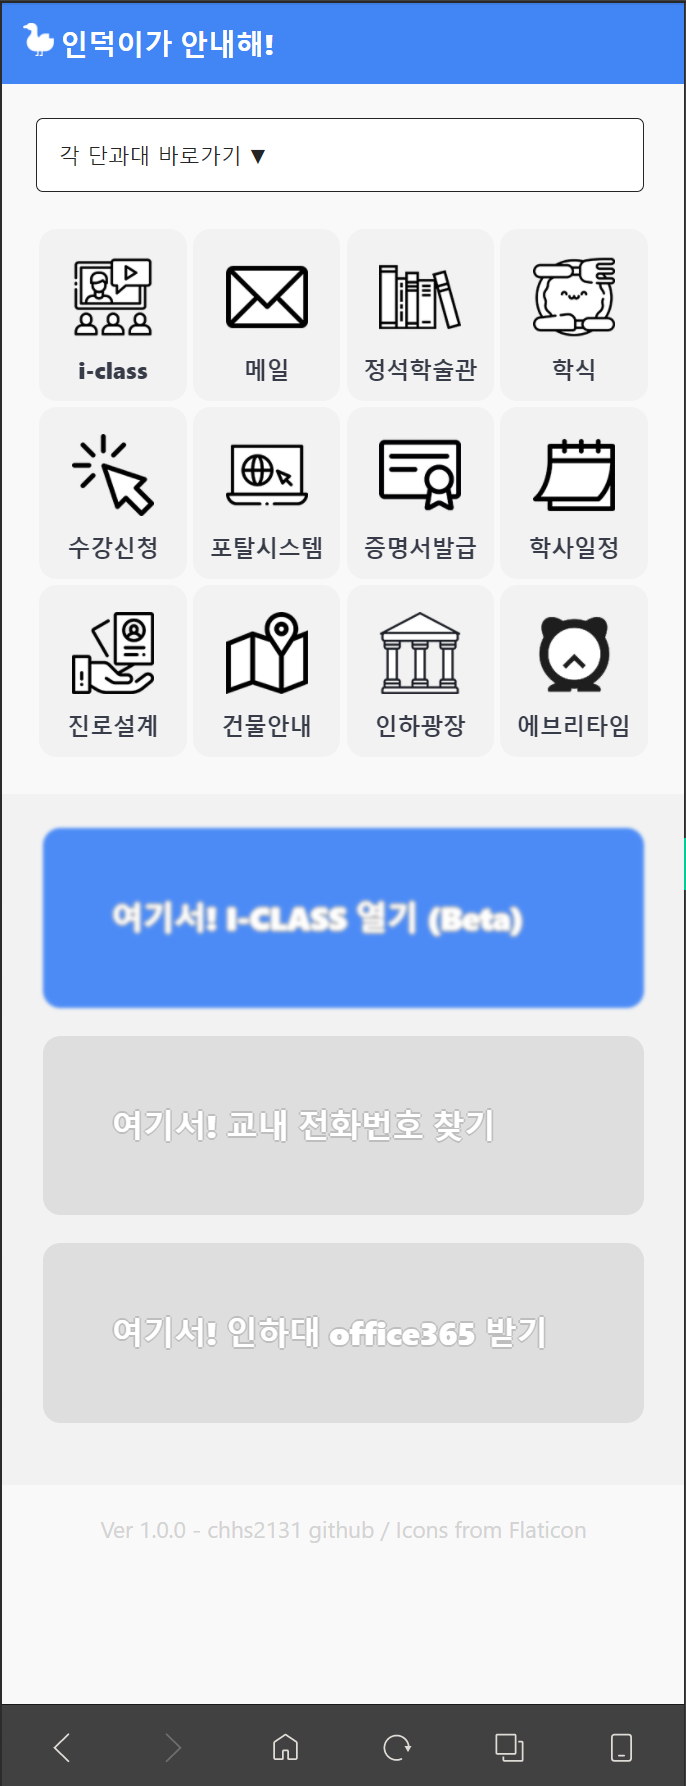 인덕이가 안내해!
각 단과대 바로가기 ▼
i-class
메일
정석학술관
학식
수강신청
포탈시스템
증명서발급
학사일정
진로설계
건물안내
인하광장
에브리타임
여기서! I-CLASS 열기 (Beta)
여기서! 교내 전화번호 찾기
여기서! 인하대 office365 받기
Ver 1.0.0 - chhs2131 github / Icons from Flaticon